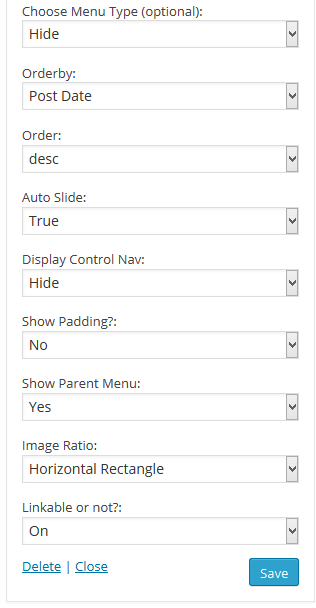 Choose Menu Type (optional):
Hide
Orderby:
Post Date
Order:
desc
Auto Slide:
True
Display Control Nav:
Hide
Show Padding?:
No
Show Parent Menu:
Yes
Image Ratio:
Horizontal Rectangle
Linkable or not?:
On
Delete | Close
Save